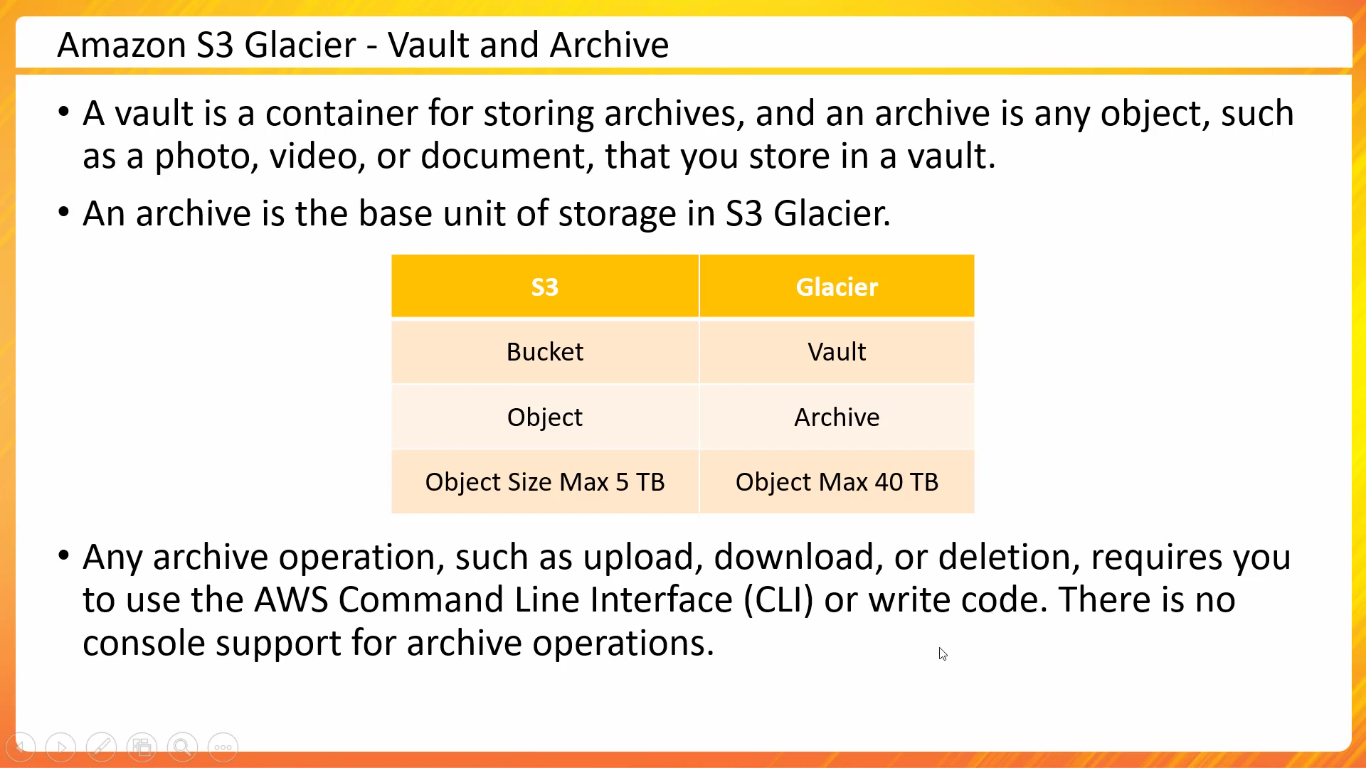 Amazon S3 Glacier - Vault and Archive
• A vault is a container for storing archives, and an archive is any object, such
as a photo, video, or document, that you store in a vault.
• An archive is the base unit of storage in S3 Glacier.
S3 Glacier
Bucket Vault
Object Archive
Object Size Max 5 TB Object Max 40 TB
• Any archive operation, such as upload, download, or deletion, requires you
to use the AWS Command Line Interface (CLI) or write code. There is no
console support for archive operations.